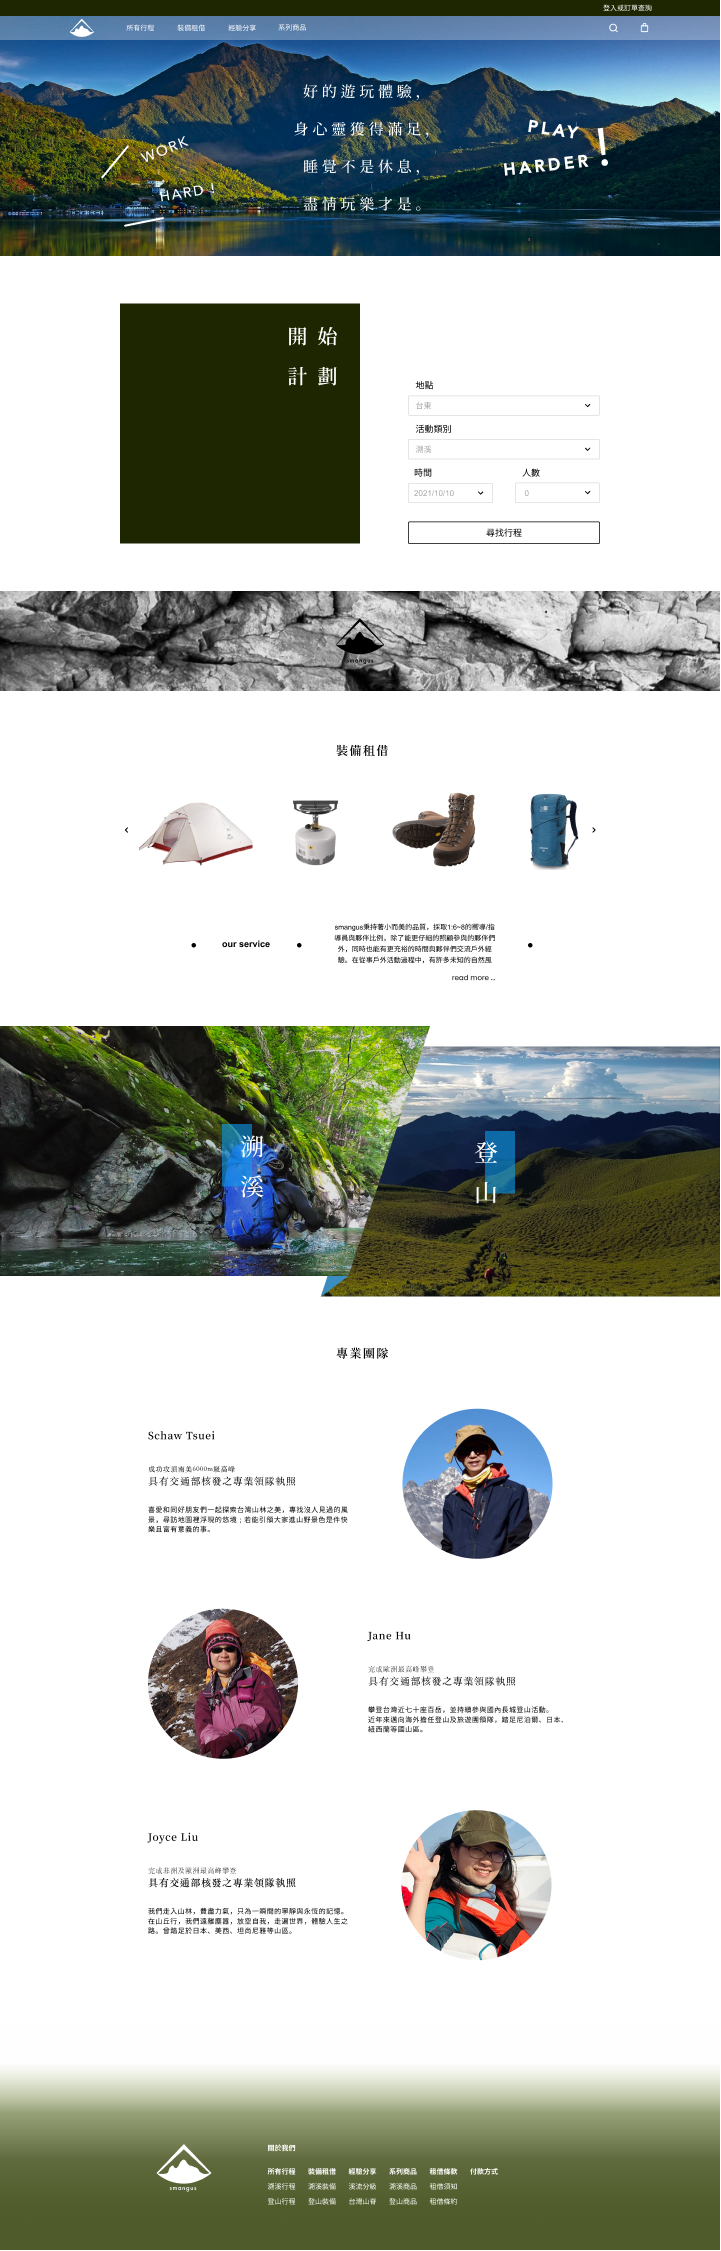 登入或訂單查詢
所有行程 裝備租借 經驗分享 系列商品
好的遊玩體驗,
身心靈獲得滿足,
睡覺不是休息,
盡情玩樂才是。
WORK
HARD !
PLAY
HARDER !
開始
計劃
地點
台東
活動類別
溯溪
時間 人數
2021/10/10 0
尋找行程
smangus
裝備租借
our service
smangus秉持著小而美的品質，採取1:6~8的嚮導/指
導員與夥伴比例，除了能更仔細的照顧參與的夥伴們
外，同時也能有更充裕的時間與夥伴們交流戶外經
驗。在從事戶外活動過程中，有許多未知的自然風
read more ...
溯溪
登山
專業團隊
Schaw Tsuei
成功攻頂南美6000m級高峰
具有交通部核發之專業領隊執照
喜愛和同好朋友們一起探索台灣山林之美，專找沒人見過的風
景，尋訪地圖裡浮現的悠境；若能引領大家進山野景色是件快
樂且富有意義的事。
Jane Hu
完成歐洲最高峰攀登
具有交通部核發之專業領隊執照
攀登台灣近七十座百岳，並持續參與國內長城登山活動。
近年來邁向海外擔任登山及旅遊團領隊，踏足尼泊爾、日本、
紐西蘭等國山區。
Joyce Liu
完成非洲及歐洲最高峰攀登
具有交通部核發之專業領隊執照
我們走入山林，費盡力氣，只為一瞬間的寧靜與永恆的記憶。
在山丘行，我們遠離塵囂，放空自我，走遍世界，體驗人生之
路。曾踏足於日本、美西、坦尚尼雅等山區。
smangus
關於我們
所有行程 裝備租借 經驗分享 系列商品 租借條款 付款方式
溯溪行程 溯溪裝備 溪流分級 溯溪商品 租借須知
登山行程 登山裝備 台灣山脊 登山商品 租借條約